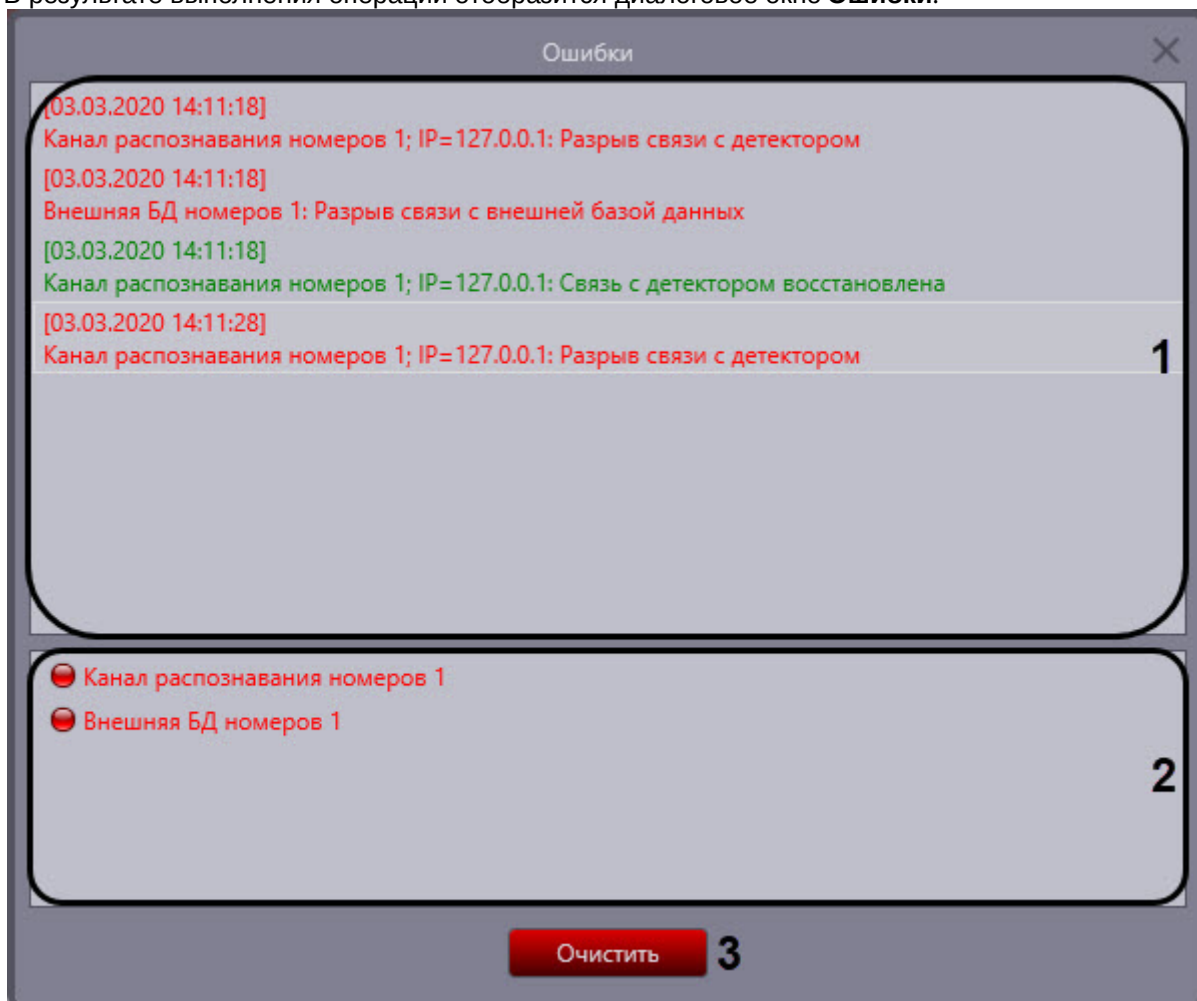 В результате выполнения операции отобразится диалоговое окно Ошибки.
Ошибки
[03.03.2020 14:11:18]
Канал распознавания номеров 1; IP=127.0.0.1: Разрыв связи с детектором
[03.03.2020 14:11:18]
Внешняя БД номеров 1: Разрыв связи с внешней базой данных
[03.03.2020 14:11:18]
Канал распознавания номеров 1; IP=127.0.0.1: Связь с детектором восстановлена
[03.03.2020 14:11:28]
Канал распознавания номеров 1; IP=127.0.0.1: Разрыв связи с детектором
1
Канал распознавания номеров 1
Внешняя БД номеров 1
2
Очистить 3